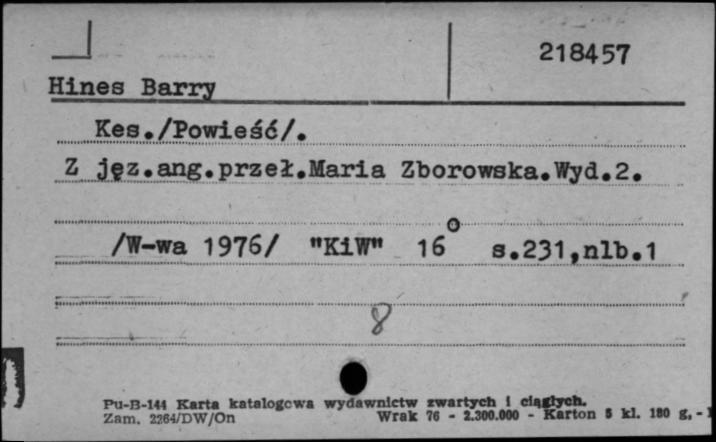 218457
Hines Barry
Kes./Powieść/.
Z jęz.ang.przeł.Maria Zborowska.Wyd.2.
/W-wa 1976/ "KiW" 16° s.231,nlb.1
8
Pu-B-144 Karta katalogowa wydawnictw zwartych i ciągłych.
Zam. 2264/DW/On Wrak 76 - 2.300.000 - Karton 5 kl. 180 g. -